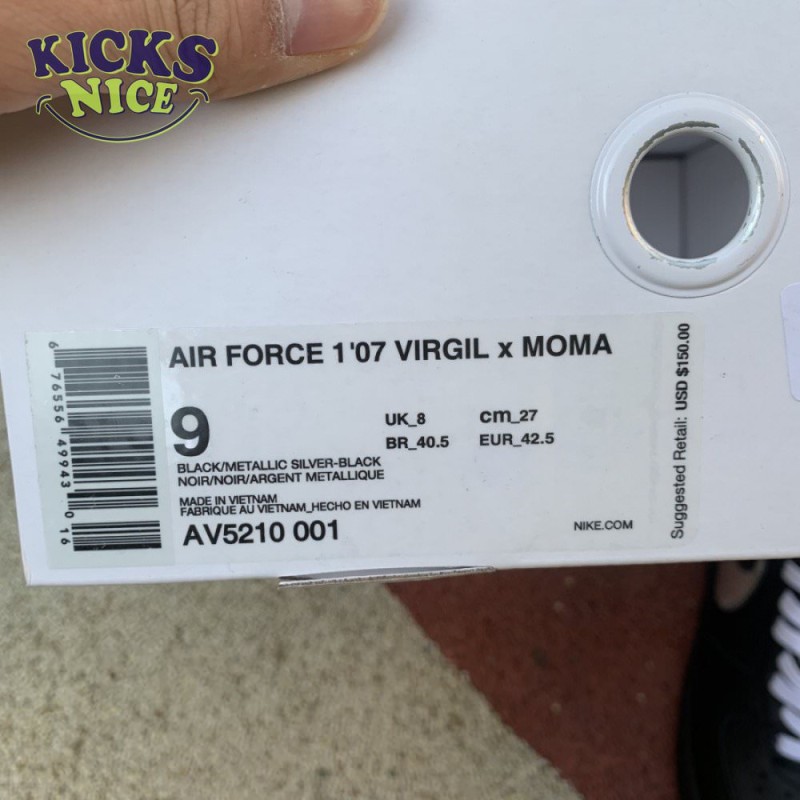 KICKS
NICE
AIR FORCE 1'07 VIRGIL x MOMA
9
UK_8
cm_27
BR_40.5
EUR_42.5
BLACK/METALLIC SILVER-BLACK
NOIR/NOIR/ARGENT METALLIQUE
MADE IN VIETNAM
FABRIQUE AU VIETNAM_HECHO EN VIETNAM
AV5210 001
NIKE.COM
Suggested Retail: USD $150.00
6 76556 49943 0 16